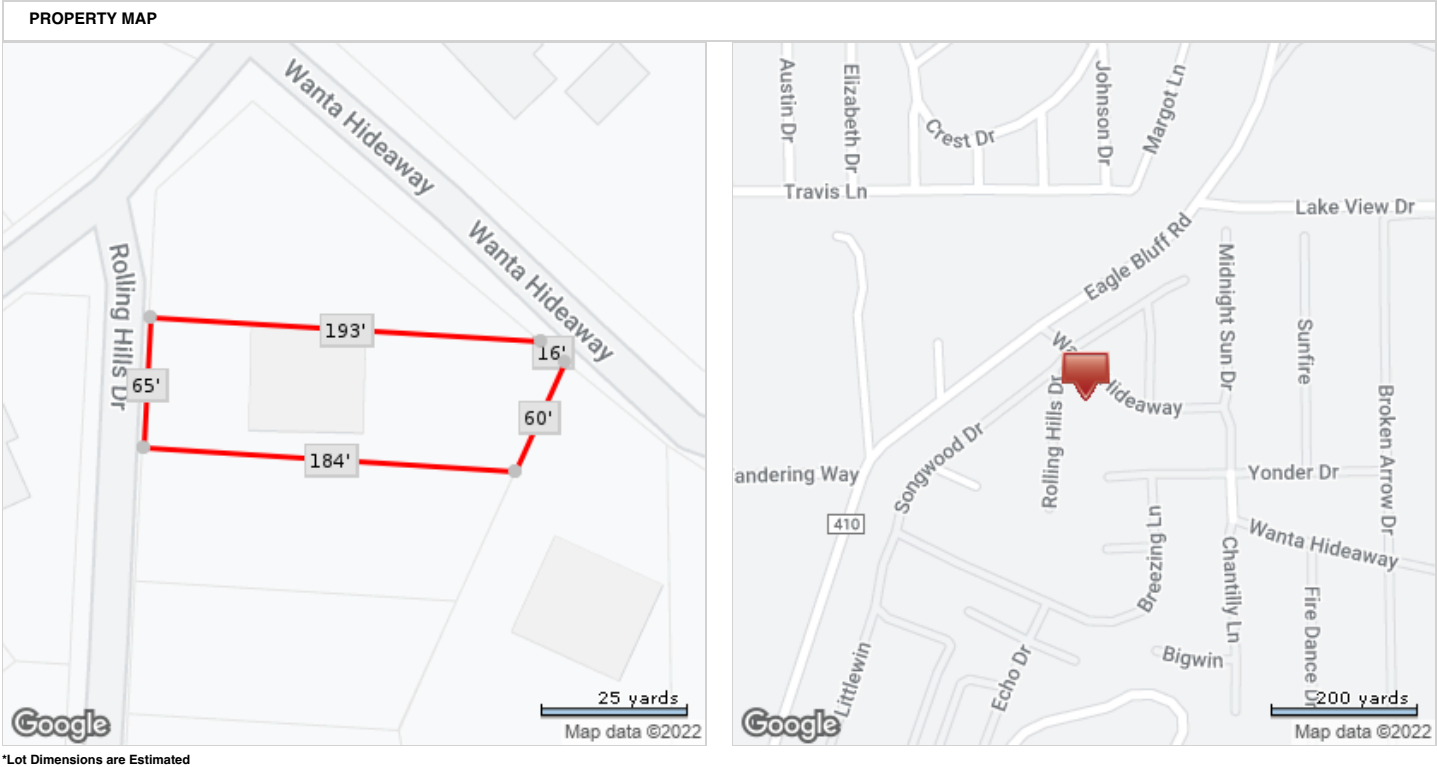 PROPERTY MAP
Wanta Hideaway
Wanta Hideaway
Rolling Hills Dr
193'
16'
65'
60'
184'
25 yards
Google
Map data ©2022
Austin Dr
Elizabeth Dr
Crest Dr
Johnson Dr
Margot Ln
Travis Ln
Lake View Dr
Eagle Bluff Rd
Midnight Sun Dr
Sunfire
Broken Arrow Dr
Wa
Hideaway
Rolling Hills Dr
Songwood Dr
andering Way
Yonder Dr
410
Breezing Ln
Wanta Hideaway
Chantilly Ln
Fire Dance Dr
Bigwin
Echo Dr
Littlewin
200 yards
Google
Map data ©2022
*Lot Dimensions are Estimated